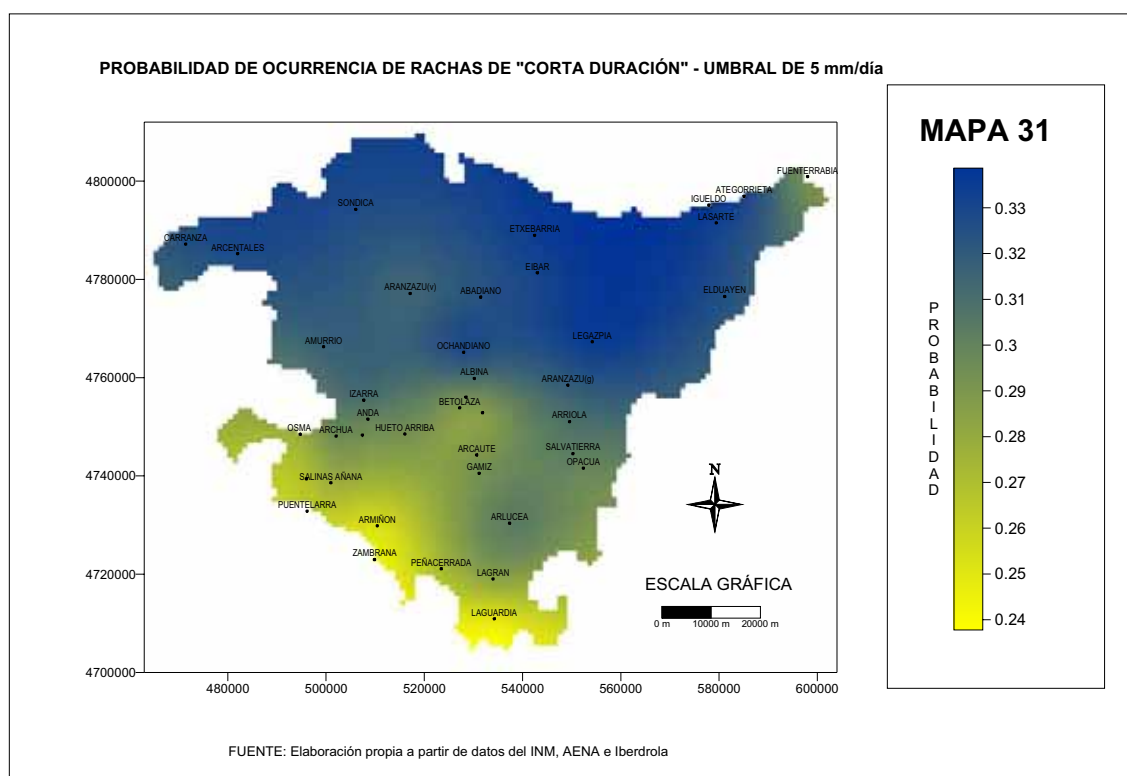 PROBABILIDAD DE OCURRENCIA DE RACHAS DE "CORTA DURACIÓN" - UMBRAL DE 5 mm/día
MAPA 31
4800000
4780000
4760000
4740000
4720000
4700000
480000
500000
520000
540000
560000
580000
600000
FUENTERRABIA
ATEGORRIETA
IGUELDO
LASARTE
SONDICA
ETXEBARRIA
CARRANZA
ARCENTALES
EIBAR
ARANZAZU(v)
ABADIANO
ELDUAYEN
AMURRIO
OCHANDIANO
LEGAZPIA
ALBINA
ARANZAZU(g)
IZARRA
BETOLAZA
ANDA
ARRIOLA
OSMA
ARCHUA
HUETO ARRIBA
ARCAUTE
SALVATIERRA
GAMIZ
OPACUA
SALINAS AÑANA
PUENTELARRA
ARMIÑON
ARLUCEA
ZAMBRANA
PEÑACERRADA
LAGRAN
LAGUARDIA
N
ESCALA GRÁFICA
0 m 10000 m 20000 m
PROBABILIDAD
0.33
0.32
0.31
0.3
0.29
0.28
0.27
0.26
0.25
0.24
FUENTE: Elaboración propia a partir de datos del INM, AENA e Iberdrola